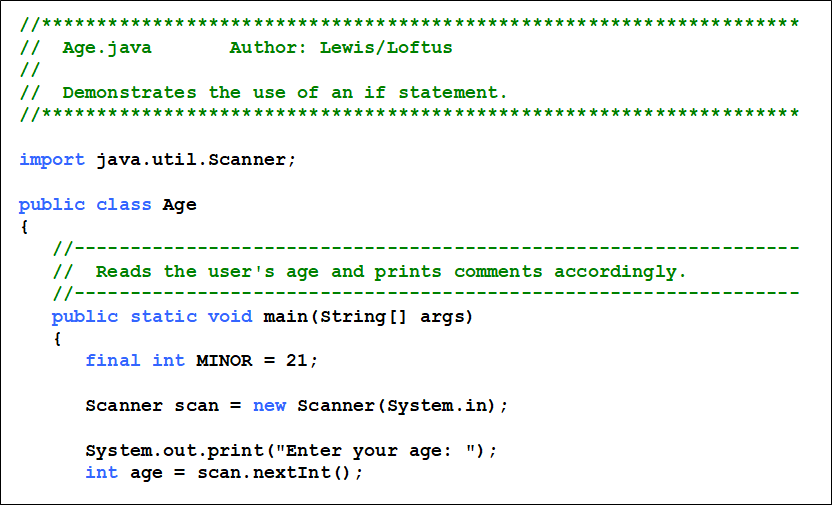 //********************************************************************
//  Age.java       Author: Lewis/Loftus
//
//  Demonstrates the use of an if statement.
//********************************************************************
import java.util.Scanner;
public class Age
{
   //-----------------------------------------------------------------
   //  Reads the user's age and prints comments accordingly.
   //-----------------------------------------------------------------
   public static void main(String[] args)
   {
      final int MINOR = 21;
      Scanner scan = new Scanner(System.in);
      System.out.print("Enter your age: ");
      int age = scan.nextInt();